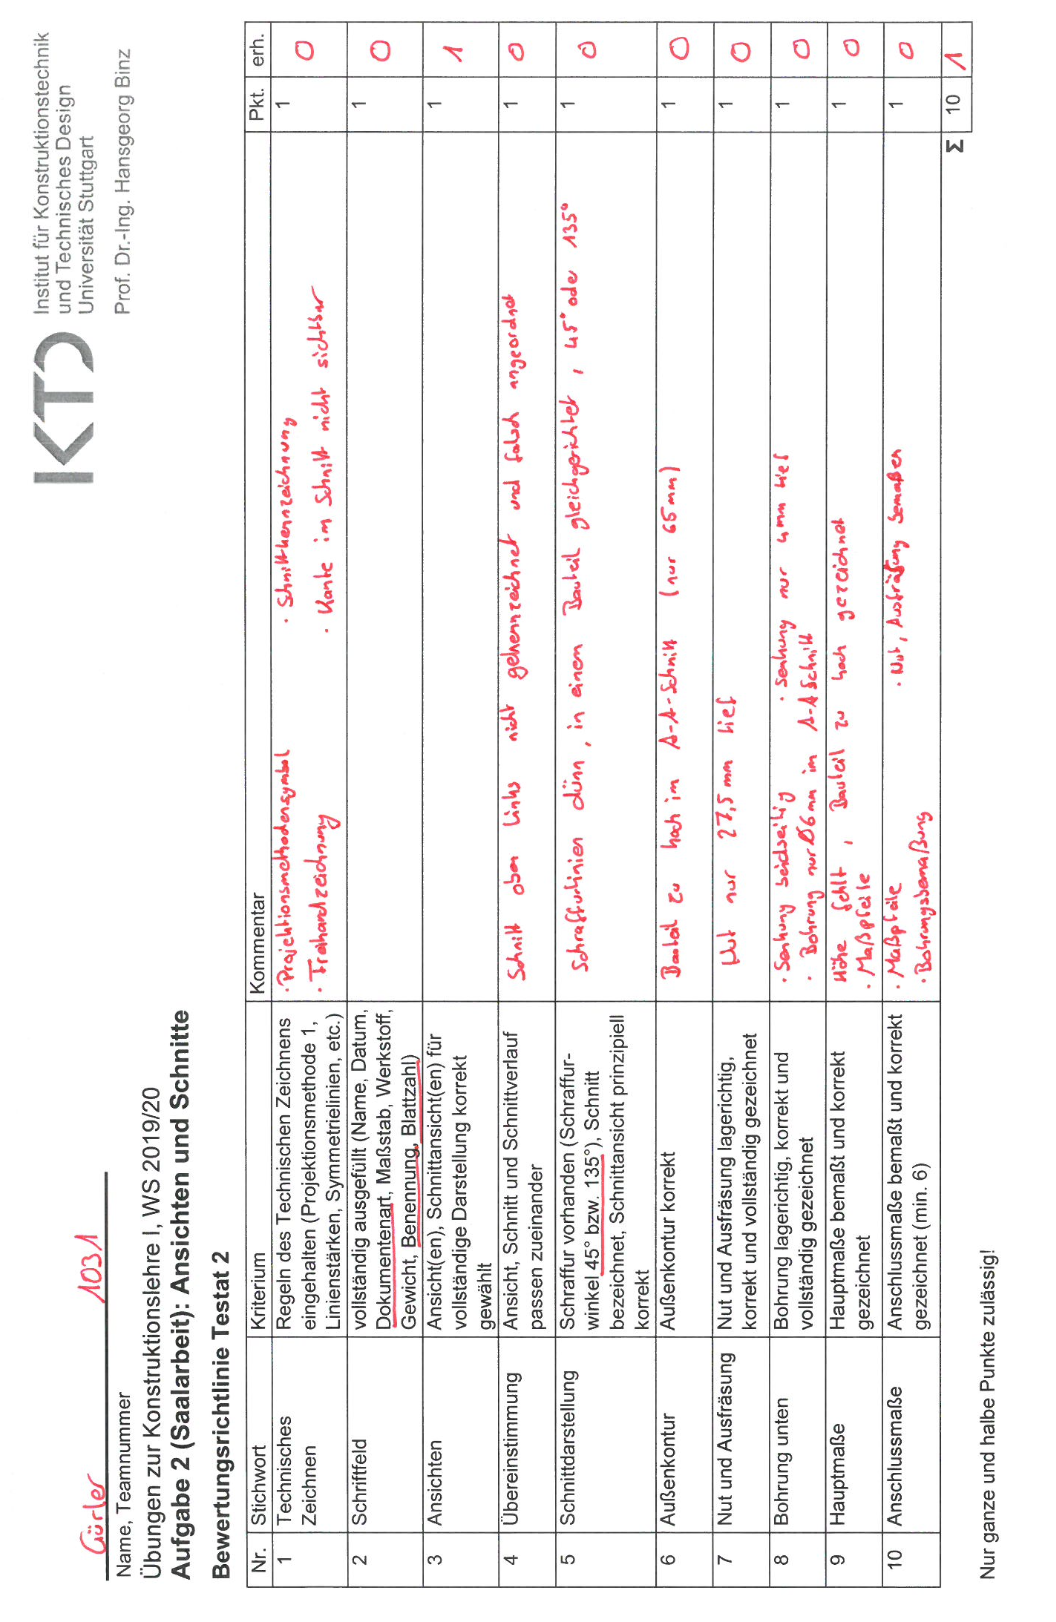 KTD
Institut für Konstruktionstechnik
und Technisches Design
Universität Stuttgart
Prof. Dr.-Ing. Hansgeorg Binz
Gürler 1031
Name, Teamnummer
Übungen zur Konstruktionslehre I, WS 2019/20
Aufgabe 2 (Saalarbeit): Ansichten und Schnitte
Bewertungsrichtlinie Testat 2
Nr. Stichwort Kriterium Kommentar Pkt. erh.
1 Technisches Regeln des Technischen Zeichnens · Projektionsmethodensymbol · Schnittkennzeichnung 1 0
Zeichnen eingehalten (Projektionsmethode 1, · Freihandzeichnung · Kante im Schnitt nicht sichtbar
Linienstärken, Symmetrielinien, etc.)
2 Schriftfeld vollständig ausgefüllt (Name, Datum, 1 0
Dokumentenart, Maßstab, Werkstoff,
Gewicht, Benennung, Blattzahl)
3 Ansichten Ansicht(en), Schnittansicht(en) für 1 1
vollständige Darstellung korrekt
gewählt
4 Übereinstimmung Ansicht, Schnitt und Schnittverlauf Schnitt oben links nicht gekennzeichnet und falsch angeordnet 1 0
passen zueinander
5 Schnittdarstellung Schraffur vorhanden (Schraffur- Schraffurlinien dünn, in einem Bauteil gleichgerichtet, 45° ode 135° 1 0
winkel 45° bzw. 135°), Schnitt
bezeichnet, Schnittansicht prinzipiell
korrekt
6 Außenkontur Außenkontur korrekt Bauteil zu hoch im A-A-Schnitt (nur 65mm) 1 0
7 Nut und Ausfräsung Nut und Ausfräsung lagerichtig, Nut nur 27,5 mm tief 1 0
korrekt und vollständig gezeichnet
8 Bohrung unten Bohrung lagerichtig, korrekt und · Senkung beidseitig · Senkung nur 4mm tief 1 0
vollständig gezeichnet · Bohrung nur Ø6mm im A-A Schnitt
9 Hauptmaße Hauptmaße bemaßt und korrekt Höhe fehlt, Bauteil zu hoch gezeichnet 1 0
gezeichnet · Maßpfeile
10 Anschlussmaße Anschlussmaße bemaßt und korrekt · Maßpfeile · Nut, Ausfräsung bemaßen 1 0
gezeichnet (min. 6) · Bohrungsbemaßung
Σ 10 1
Nur ganze und halbe Punkte zulässig!